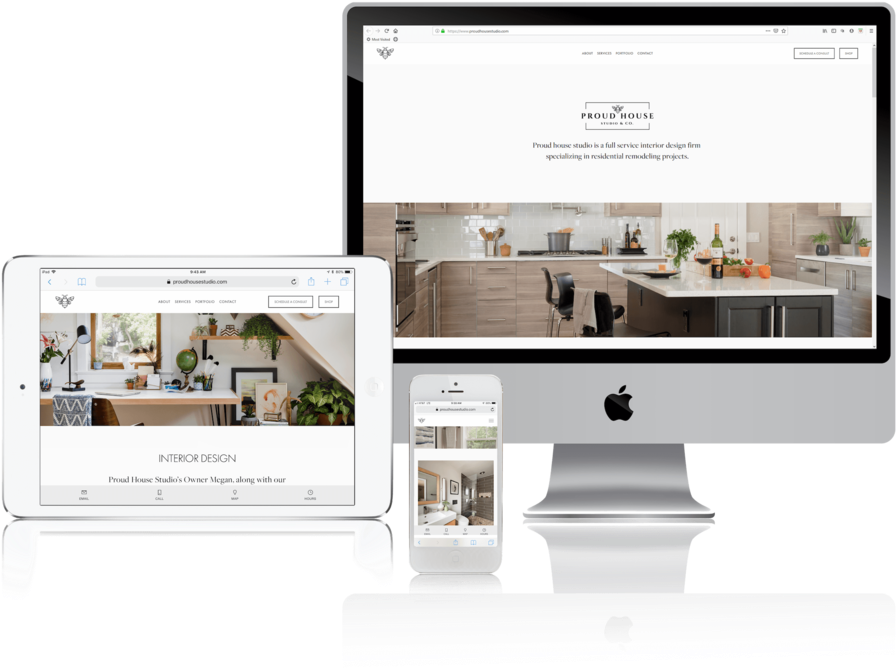 Most Visited
https://www.proudhousestudio.com
ABOUT SERVICES PORTFOLIO CONTACT
SCHEDULE A CONSULT
SHOP
PROUD HOUSE
STUDIO & CO.
Proud house studio is a full service interior design firm
specializing in residential remodeling projects.
iPad
9:45 AM
80%
proudhousestudio.com
ABOUT SERVICES PORTFOLIO CONTACT
SCHEDULE A CONSULT
SHOP
INTERIOR DESIGN
Proud House Studio's Owner Megan, along with our
EMAIL CALL MAP HOURS
proudhousestudio.com